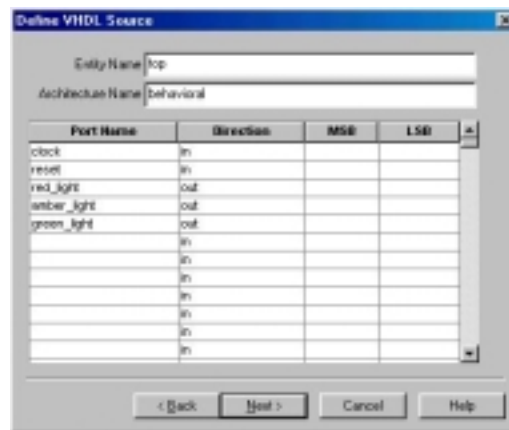 Define VHDL Source
Entity Name top
Architecture Name behavioral
Port Name Direction MSB LSB
clock in
reset in
red_light out
amber_light out
green_light out
in
in
in
in
in
in
in
< Back Next > Cancel Help